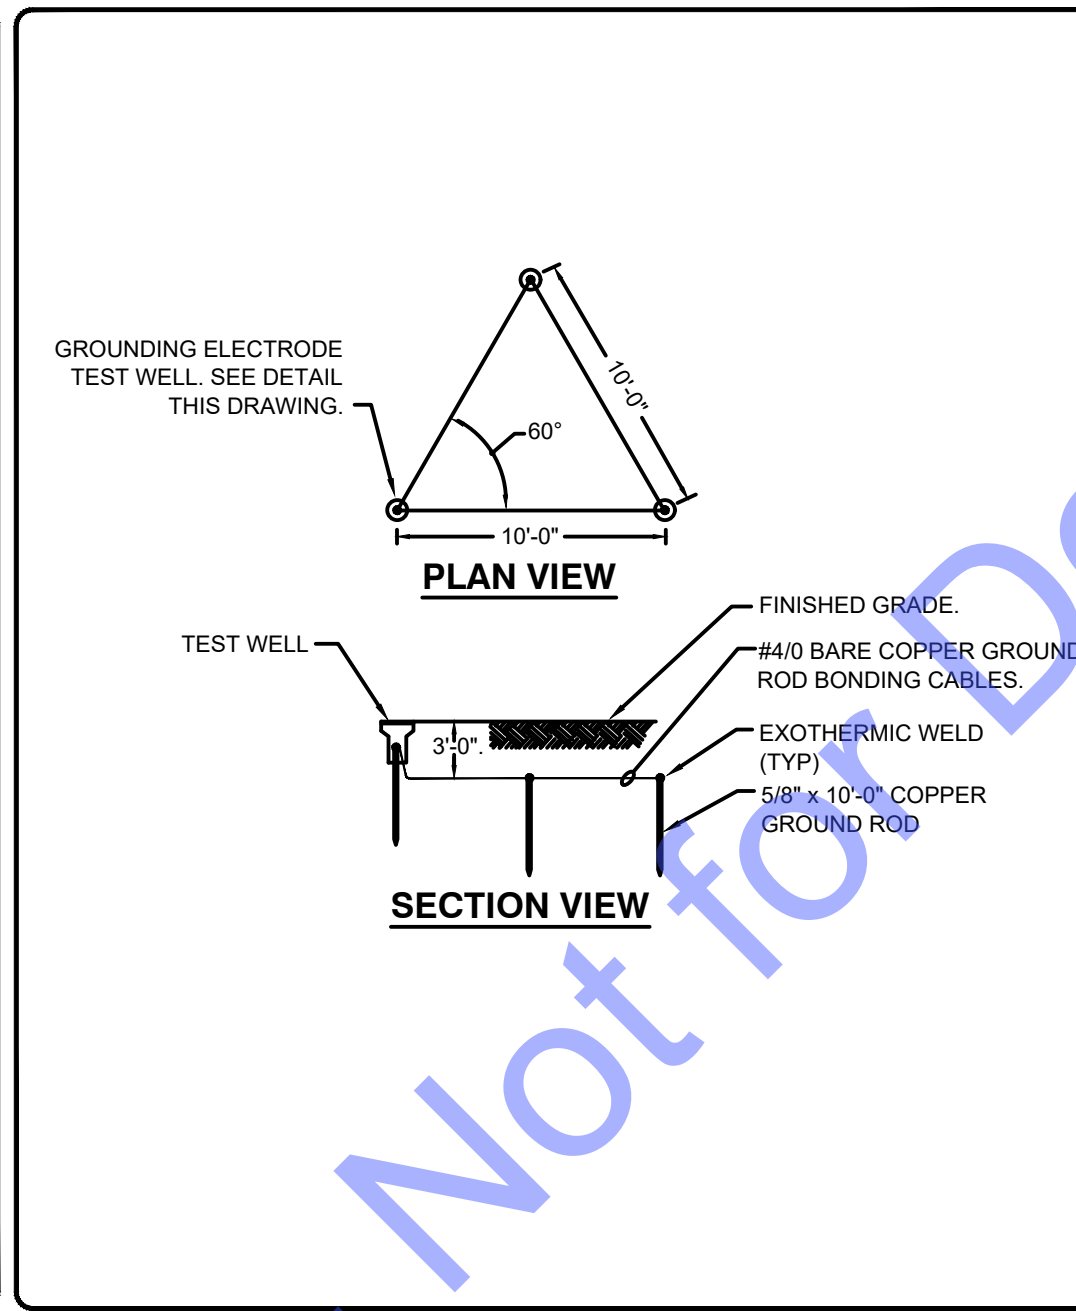 GROUNDING ELECTRODE
TEST WELL. SEE DETAIL
THIS DRAWING.
10'-0"
60°
10'-0"
PLAN VIEW
FINISHED GRADE.
TEST WELL
#4/0 BARE COPPER GROUND
ROD BONDING CABLES.
3'-0".
EXOTHERMIC WELD
(TYP)
5/8" x 10'-0" COPPER
GROUND ROD
SECTION VIEW
Not for